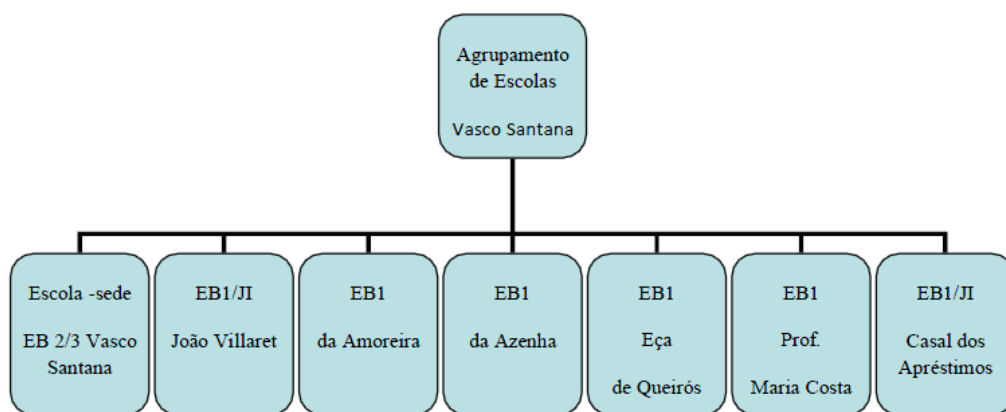 Agrupamento
de Escolas
Vasco Santana
Escola -sede
EB 2/3 Vasco
Santana
EB1/JI
João Villaret
EB1
da Amoreira
EB1
da Azenha
EB1
Eça
de Queirós
EB1
Prof.
Maria Costa
EB1/JI
Casal dos
Apréstimos